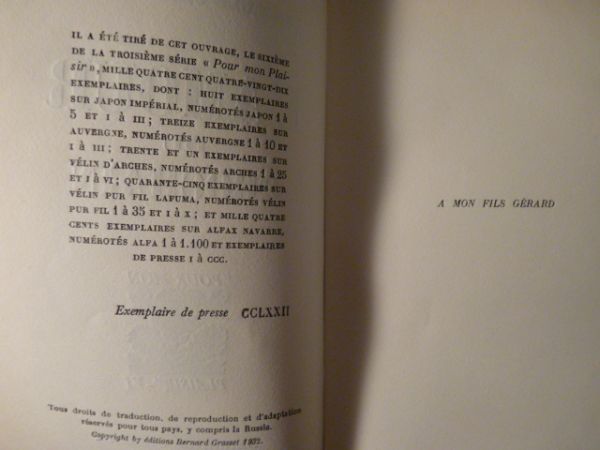 IL A ÉTÉ TIRÉ DE CET OUVRAGE, LE SIXIÈME
DE LA TROISIÈME SÉRIE « Pour mon Plai-
sir », MILLE QUATRE CENT QUATRE-VINGT-DIX
EXEMPLAIRES, DONT : HUIT EXEMPLAIRES
SUR JAPON IMPÉRIAL, NUMÉROTÉS JAPON 1 à
5 ET I à III ; TREIZE EXEMPLAIRES SUR
AUVERGNE, NUMÉROTÉS AUVERGNE 1 à 10 ET
I à III ; TRENTE ET UN EXEMPLAIRES SUR
VÉLIN D'ARCHES, NUMÉROTÉS ARCHES 1 à 25
ET I à VI ; QUARANTE-CINQ EXEMPLAIRES SUR
VÉLIN PUR FIL LAFUMA, NUMÉROTÉS VÉLIN
PUR FIL 1 à 35 ET I à X ; ET MILLE QUATRE
CENTS EXEMPLAIRES SUR ALFAX NAVARRE,
NUMÉROTÉS ALFA 1 à 1.100 ET EXEMPLAIRES
DE PRESSE I à CCC.
Exemplaire de presse CCLXXII
Tous droits de traduction, de reproduction et d'adaptation
réservés pour tous pays, y compris la Russie.
Copyright by éditions Bernard Grasset 1932.
A MON FILS GÉRARD